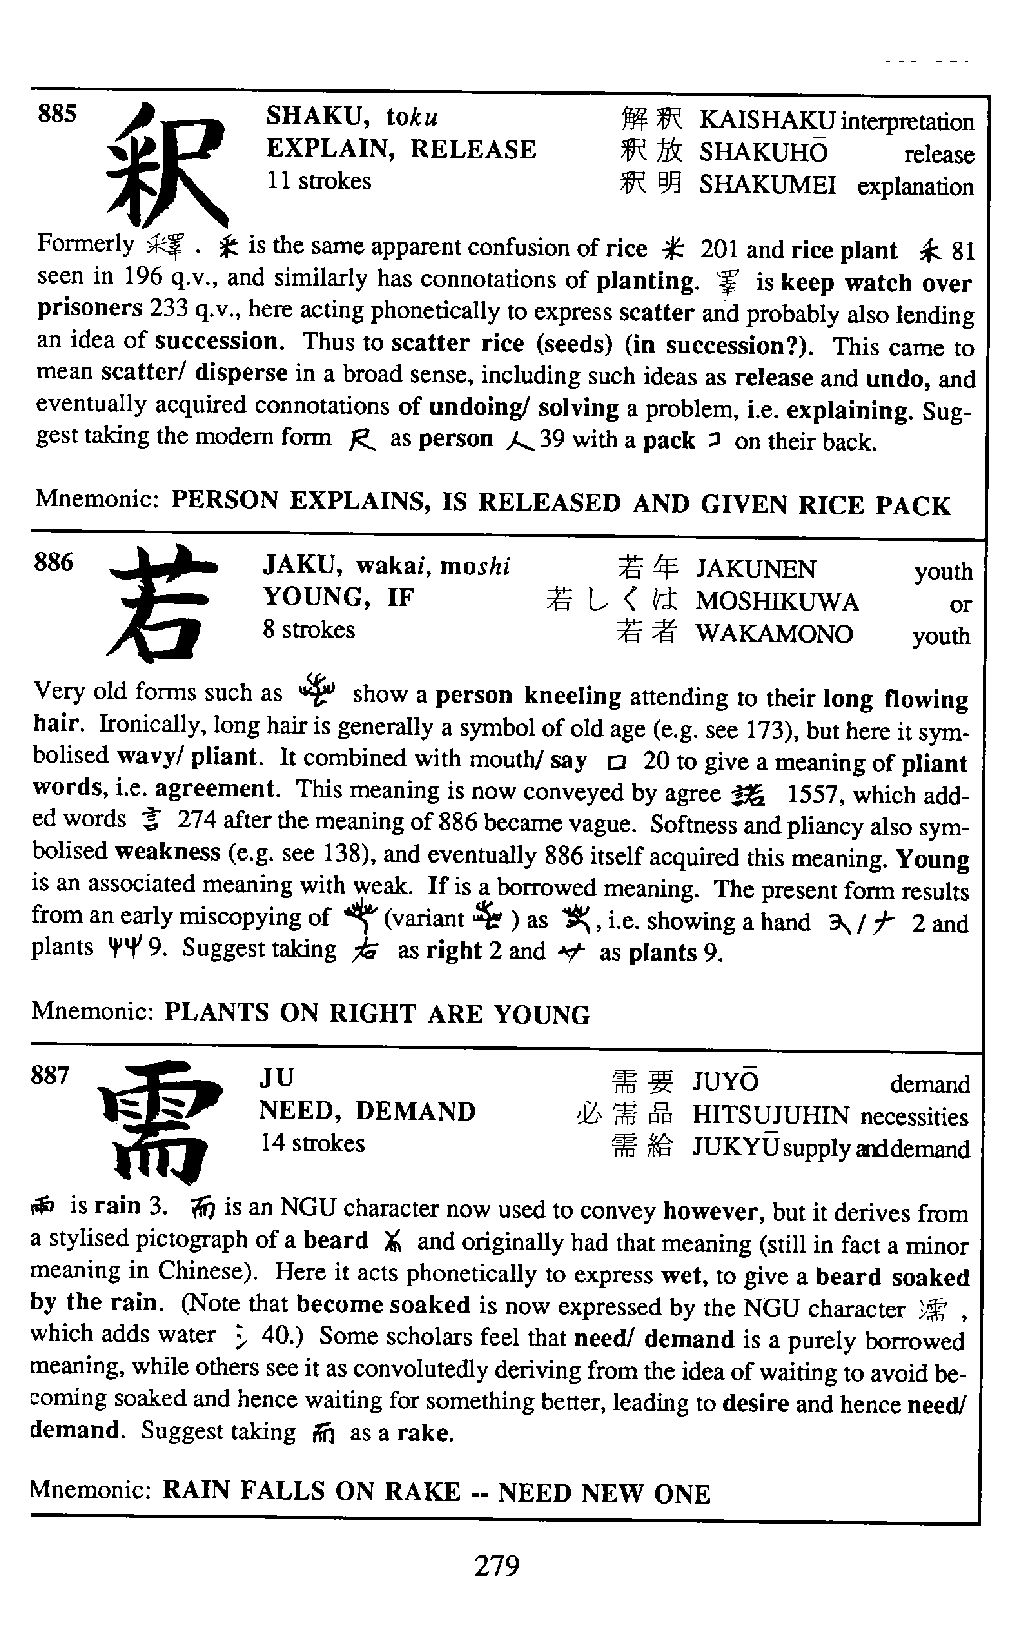 885 釈 SHAKU, toku 解釈 KAISHAKU interpretation
EXPLAIN, RELEASE 釈放 SHAKUHŌ release
11 strokes 釈明 SHAKUMEI explanation
Formerly 釋. 釆 is the same apparent confusion of rice 米 201 and rice plant 禾 81
seen in 196 q.v., and similarly has connotations of planting. 睪 is keep watch over
prisoners 233 q.v., here acting phonetically to express scatter and probably also lending
an idea of succession. Thus to scatter rice (seeds) (in succession?). This came to
mean scatter/ disperse in a broad sense, including such ideas as release and undo, and
eventually acquired connotations of undoing/ solving a problem, i.e. explaining. Sug-
gest taking the modern form 尺 as person 人 39 with a pack コ on their back.
Mnemonic: PERSON EXPLAINS, IS RELEASED AND GIVEN RICE PACK
886 若 JAKU, wakai, moshi 若年 JAKUNEN youth
YOUNG, IF 若しくは MOSHIKUWA or
8 strokes 若者 WAKAMONO youth
Very old forms such as show a person kneeling attending to their long flowing
hair. Ironically, long hair is generally a symbol of old age (e.g. see 173), but here it sym-
bolised wavy/ pliant. It combined with mouth/ say 口 20 to give a meaning of pliant
words, i.e. agreement. This meaning is now conveyed by agree 諾 1557, which add-
ed words 言 274 after the meaning of 886 became vague. Softness and pliancy also sym-
bolised weakness (e.g. see 138), and eventually 886 itself acquired this meaning. Young
is an associated meaning with weak. If is a borrowed meaning. The present form results
from an early miscopying of (variant ) as , i.e. showing a hand / ナ 2 and
plants 9. Suggest taking 右 as right 2 and as plants 9.
Mnemonic: PLANTS ON RIGHT ARE YOUNG
887 需 JU 需要 JUYŌ demand
NEED, DEMAND 必需品 HITSUJUHIN necessities
14 strokes 需給 JUKYŪ supply and demand
雨 is rain 3. 而 is an NGU character now used to convey however, but it derives from
a stylised pictograph of a beard and originally had that meaning (still in fact a minor
meaning in Chinese). Here it acts phonetically to express wet, to give a beard soaked
by the rain. (Note that become soaked is now expressed by the NGU character 濡 ,
which adds water 氵 40.) Some scholars feel that need/ demand is a purely borrowed
meaning, while others see it as convolutedly deriving from the idea of waiting to avoid be-
coming soaked and hence waiting for something better, leading to desire and hence need/
demand. Suggest taking 而 as a rake.
Mnemonic: RAIN FALLS ON RAKE -- NEED NEW ONE
279